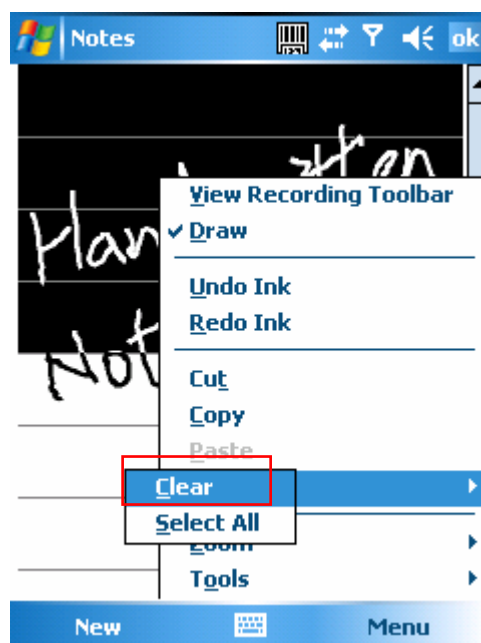 Notes
ok
View Recording Toolbar
Draw
Undo Ink
Redo Ink
Cut
Copy
Paste
Clear
Select All
Zoom
Tools
New
Menu